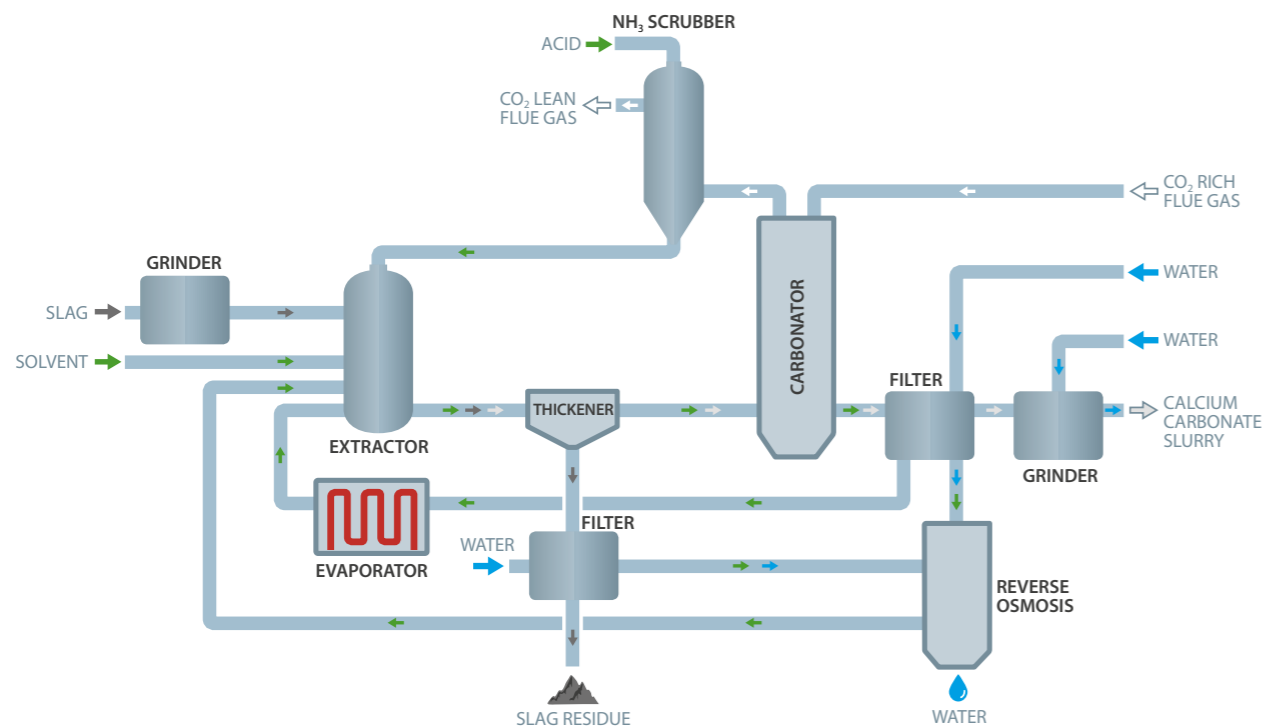 NH₃ SCRUBBER
ACID
CO₂ LEAN
FLUE GAS
CO₂ RICH
FLUE GAS
GRINDER
WATER
SLAG
WATER
SOLVENT
CARBONATOR
FILTER
THICKENER
CALCIUM
CARBONATE
SLURRY
EXTRACTOR
GRINDER
FILTER
WATER
EVAPORATOR
REVERSE
OSMOSIS
SLAG RESIDUE
WATER